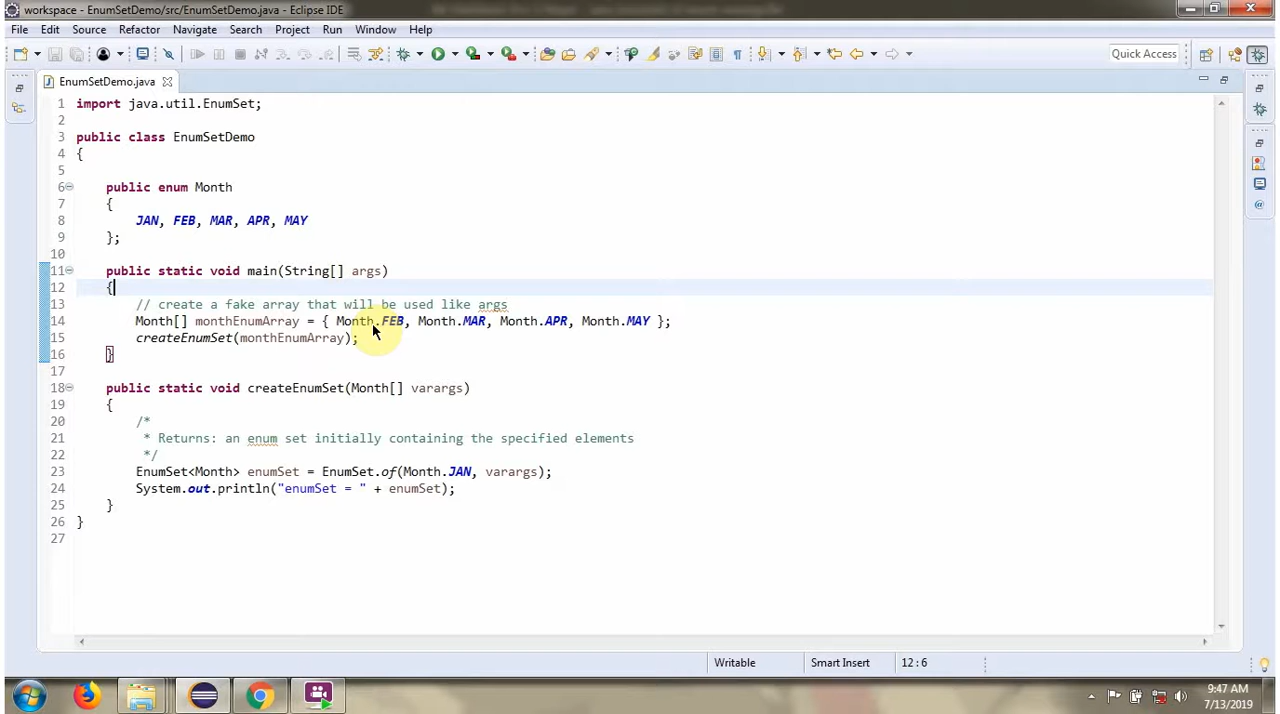 workspace - EnumSetDemo/src/EnumSetDemo.java - Eclipse IDE
File Edit Source Refactor Navigate Search Project Run Window Help
Quick Access
EnumSetDemo.java
1 import java.util.EnumSet;
2
3 public class EnumSetDemo
4 {
5
6 public enum Month
7 {
8 JAN, FEB, MAR, APR, MAY
9 };
10
11 public static void main(String[] args)
12 {
13 // create a fake array that will be used like args
14 Month[] monthEnumArray = { Month.FEB, Month.MAR, Month.APR, Month.MAY };
15 createEnumSet(monthEnumArray);
16 }
17
18 public static void createEnumSet(Month[] varargs)
19 {
20 /*
21 * Returns: an enum set initially containing the specified elements
22 */
23 EnumSet<Month> enumSet = EnumSet.of(Month.JAN, varargs);
24 System.out.println("enumSet = " + enumSet);
25 }
26 }
27
Writable Smart Insert 12:6
9:47 AM
7/13/2019